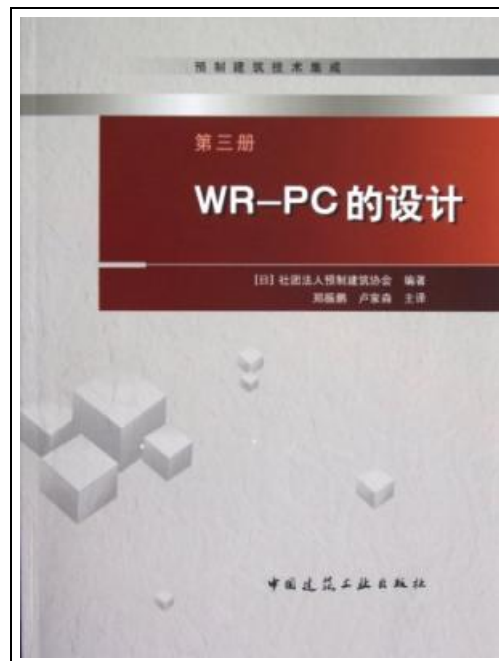 预制建筑技术集成
第三册
WR-PC的设计
[日] 社团法人预制建筑协会 编著
郑振鹏 卢家森 主译
中国建筑工业出版社